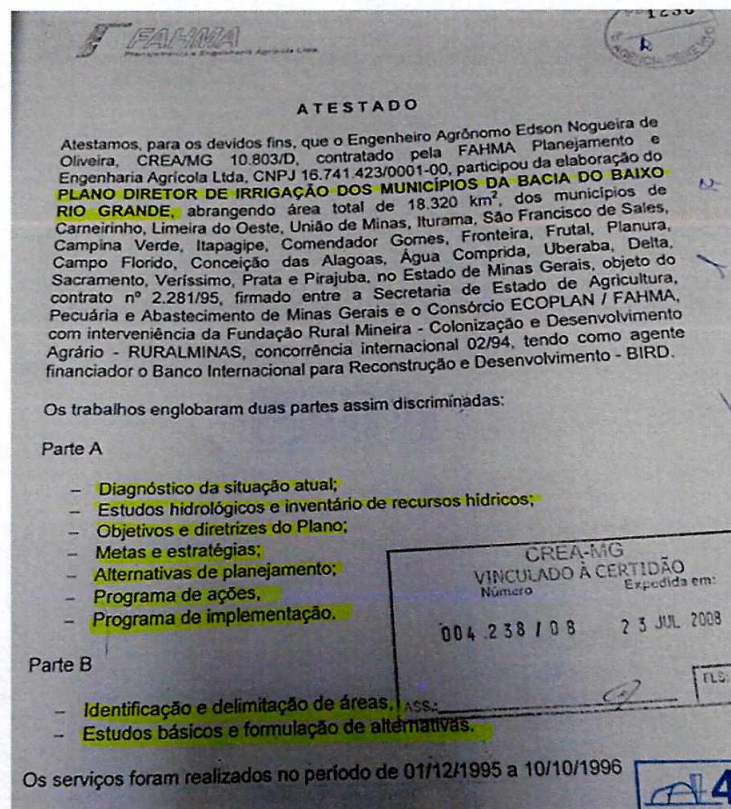 FAHMA
Planejamento e Engenharia Agrícola Ltda.
1236
ATESTADO
Atestamos, para os devidos fins, que o Engenheiro Agrônomo Edson Nogueira de
Oliveira, CREA/MG 10.803/D, contratado pela FAHMA Planejamento e
Engenharia Agrícola Ltda, CNPJ 16.741.423/0001-00, participou da elaboração do
PLANO DIRETOR DE IRRIGAÇÃO DOS MUNICÍPIOS DA BACIA DO BAIXO
RIO GRANDE, abrangendo área total de 18.320 km², dos municípios de
Carneirinho, Limeira do Oeste, União de Minas, Iturama, São Francisco de Sales,
Campina Verde, Itapagipe, Comendador Gomes, Fronteira, Frutal, Planura,
Campo Florido, Conceição das Alagoas, Água Comprida, Uberaba, Delta,
Sacramento, Veríssimo, Prata e Pirajuba, no Estado de Minas Gerais, objeto do
contrato nº 2.281/95, firmado entre a Secretaria de Estado de Agricultura,
Pecuária e Abastecimento de Minas Gerais e o Consórcio ECOPLAN / FAHMA,
com interveniência da Fundação Rural Mineira - Colonização e Desenvolvimento
Agrário - RURALMINAS, concorrência internacional 02/94, tendo como agente
financiador o Banco Internacional para Reconstrução e Desenvolvimento - BIRD.
Os trabalhos englobaram duas partes assim discriminadas:
Parte A
– Diagnóstico da situação atual;
– Estudos hidrológicos e inventário de recursos hídricos;
– Objetivos e diretrizes do Plano;
– Metas e estratégias;
– Alternativas de planejamento;
– Programa de ações,
– Programa de implementação.
CREA-MG
VINCULADO À CERTIDÃO
Número Expedida em:
004.238/08 23 JUL 2008
ASS.: FLS:
Parte B
– Identificação e delimitação de áreas,
– Estudos básicos e formulação de alternativas.
Os serviços foram realizados no período de 01/12/1995 a 10/10/1996
4